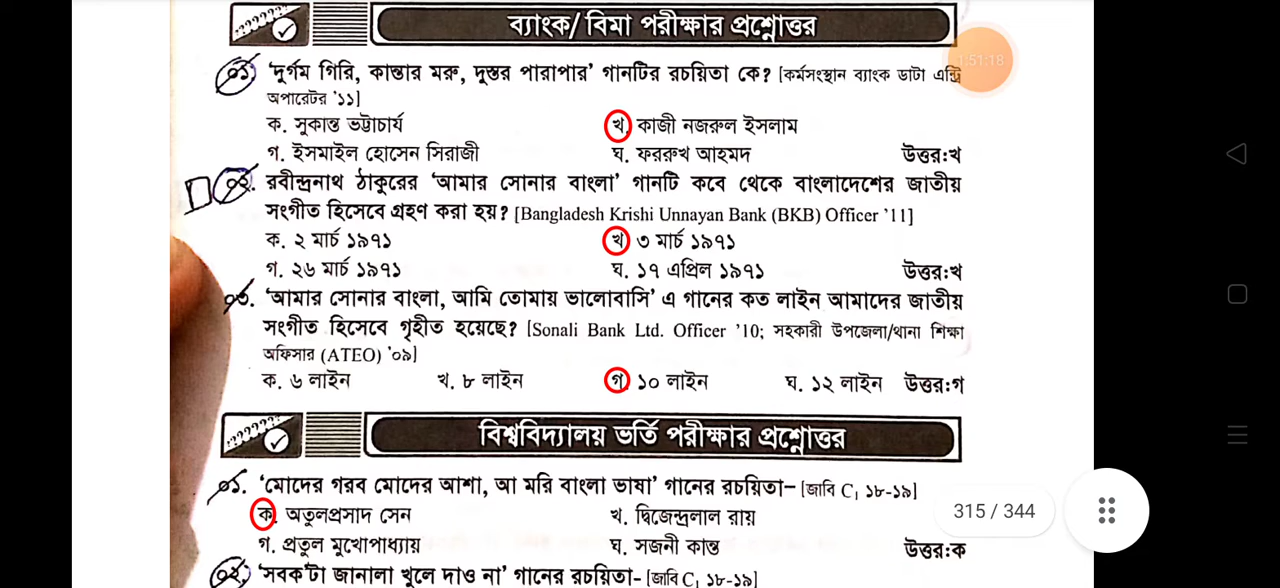 ব্যাংক/ বিমা পরীক্ষার প্রশ্নোত্তর
1:51:18
০১. ‘দুর্গম গিরি, কান্তার মরু, দুস্তর পারাপার’ গানটির রচয়িতা কে? [কর্মসংস্থান ব্যাংক ডাটা এন্ট্রি
অপারেটর '১১]
ক. সুকান্ত ভট্টাচার্য খ. কাজী নজরুল ইসলাম
গ. ইসমাইল হোসেন সিরাজী ঘ. ফররুখ আহমদ উত্তর:খ
০২. রবীন্দ্রনাথ ঠাকুরের ‘আমার সোনার বাংলা’ গানটি কবে থেকে বাংলাদেশের জাতীয়
সংগীত হিসেবে গ্রহণ করা হয়? [Bangladesh Krishi Unnayan Bank (BKB) Officer '11]
ক. ২ মার্চ ১৯৭১ খ. ৩ মার্চ ১৯৭১
গ. ২৬ মার্চ ১৯৭১ ঘ. ১৭ এপ্রিল ১৯৭১ উত্তর:খ
০৩. ‘আমার সোনার বাংলা, আমি তোমায় ভালোবাসি’ এ গানের কত লাইন আমাদের জাতীয়
সংগীত হিসেবে গৃহীত হয়েছে? [Sonali Bank Ltd. Officer '10; সহকারী উপজেলা/থানা শিক্ষা
অফিসার (ATEO) '০৯]
ক. ৬ লাইন খ. ৮ লাইন গ. ১০ লাইন ঘ. ১২ লাইন উত্তর:গ
বিশ্ববিদ্যালয় ভর্তি পরীক্ষার প্রশ্নোত্তর
০১. ‘মোদের গরব মোদের আশা, আ মরি বাংলা ভাষা’ গানের রচয়িতা– [জাবি C₁ ১৮-১৯]
ক. অতুলপ্রসাদ সেন খ. দ্বিজেন্দ্রলাল রায়
315 / 344
গ. প্রতুল মুখোপাধ্যায় ঘ. সজনী কান্ত উত্তর:ক
০২. ‘সবক'টা জানালা খুলে দাও না’ গানের রচয়িতা– [জাবি C₁ ১৮-১৯]